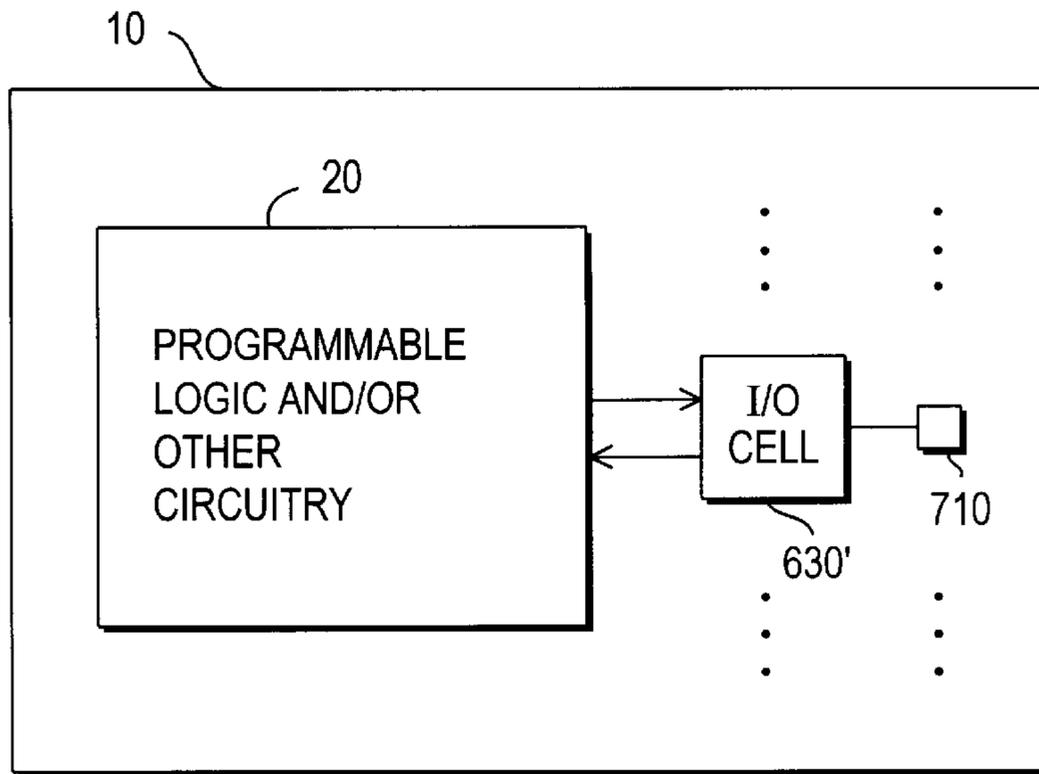 10
20
PROGRAMMABLE
LOGIC AND/OR
OTHER
CIRCUITRY
I/O
CELL
710
630'